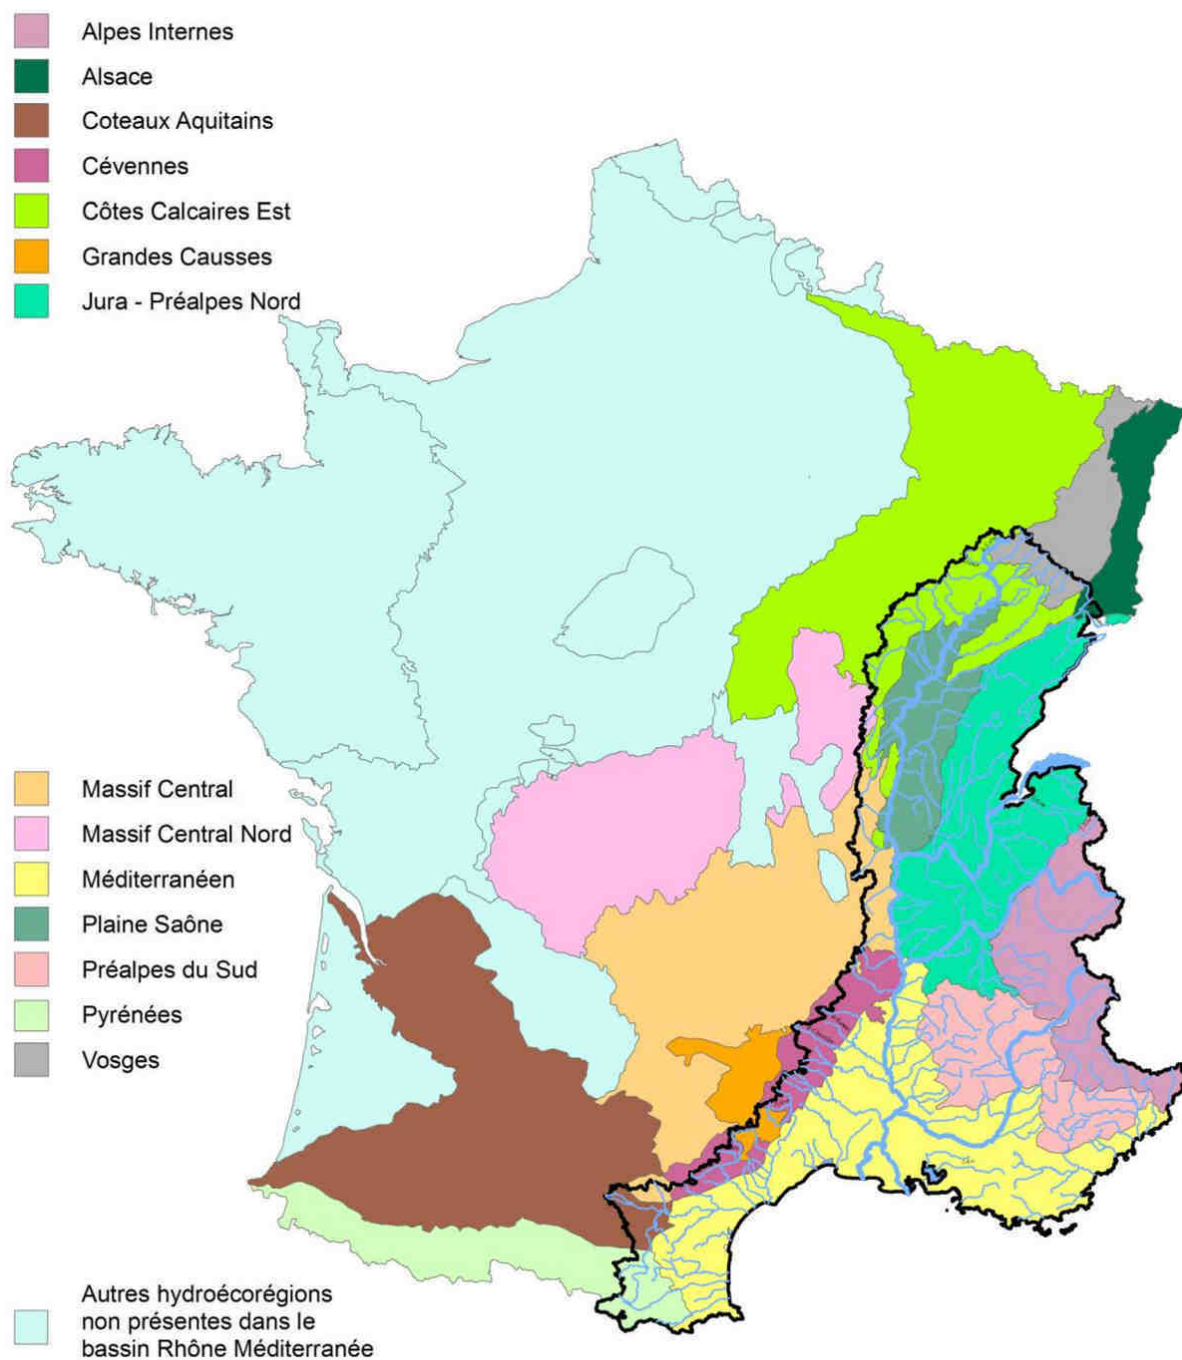 Alpes Internes
Alsace
Coteaux Aquitains
Cévennes
Côtes Calcaires Est
Grandes Causses
Jura - Préalpes Nord
Massif Central
Massif Central Nord
Méditerranéen
Plaine Saône
Préalpes du Sud
Pyrénées
Vosges
Autres hydroécorégions
non présentes dans le
bassin Rhône Méditerranée